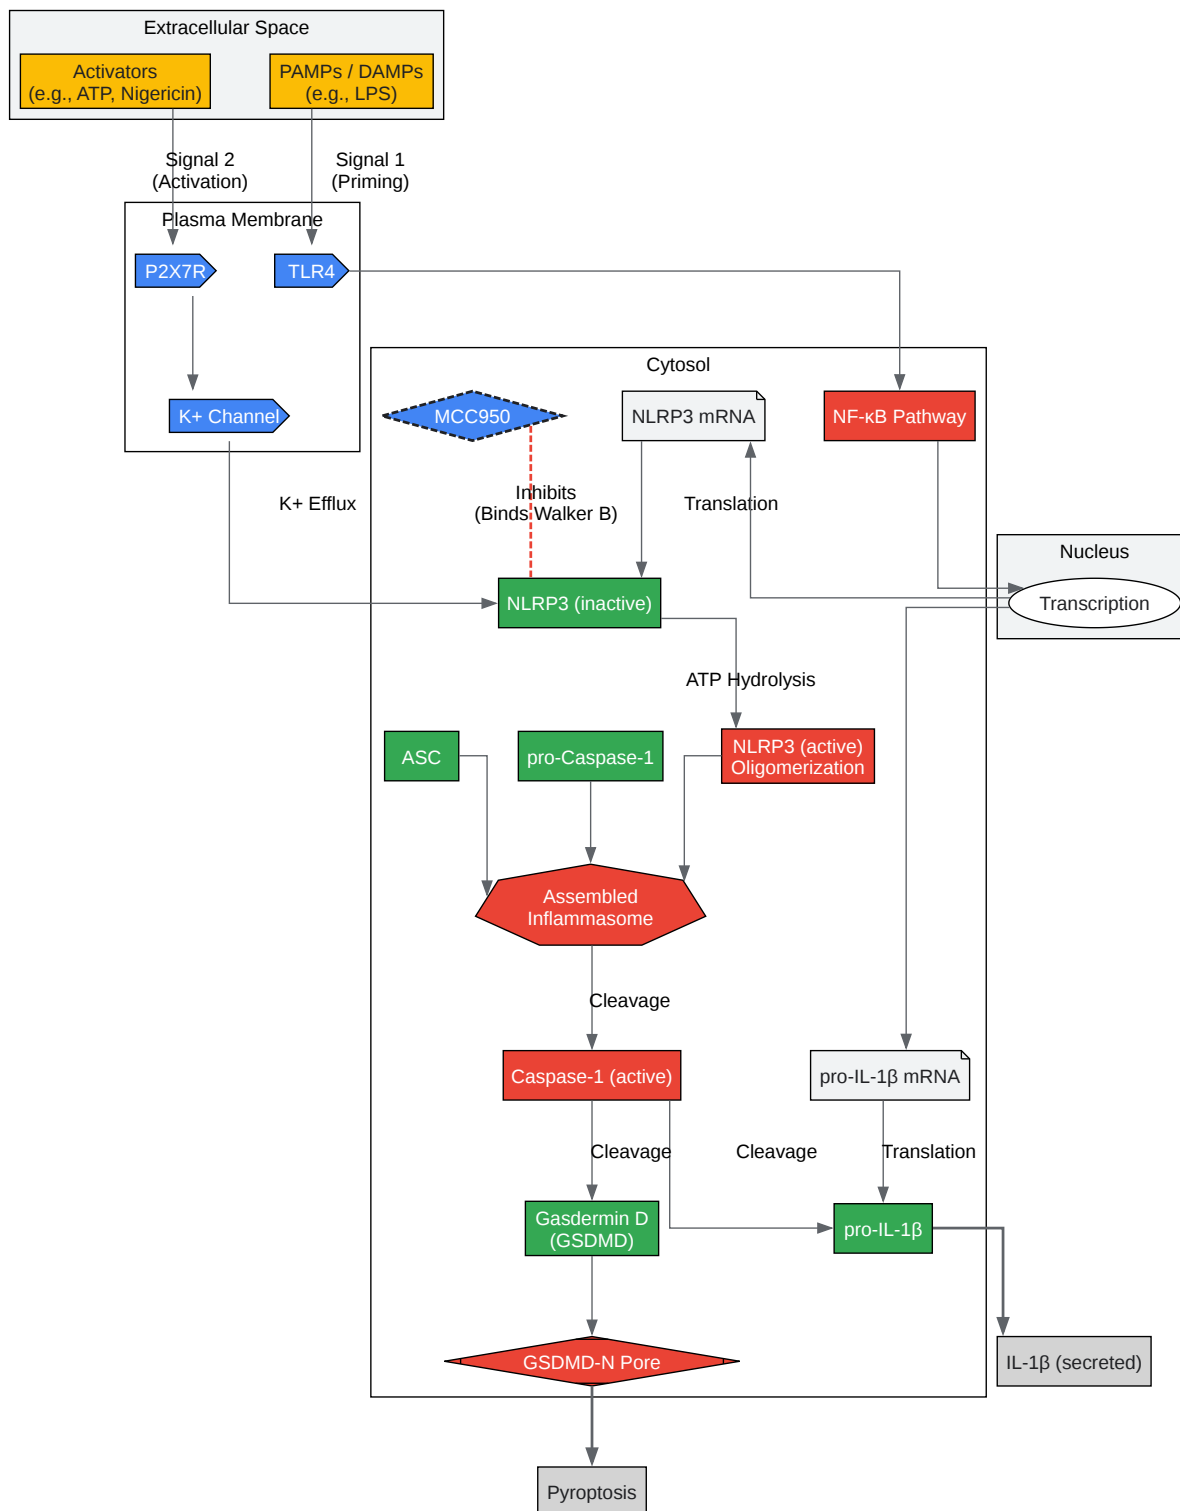 Extracellular Space
Activators
(e.g., ATP, Nigericin)
PAMPs / DAMPs
(e.g., LPS)
Signal 2
(Activation)
Signal 1
(Priming)
Plasma Membrane
P2X7R
TLR4
K+ Channel
Cytosol
MCC950
NLRP3 mRNA
NF-κB Pathway
K+ Efflux
Inhibits
(Binds Walker B)
Translation
Nucleus
Transcription
NLRP3 (inactive)
ATP Hydrolysis
ASC
pro-Caspase-1
NLRP3 (active)
Oligomerization
Assembled
Inflammasome
Cleavage
Caspase-1 (active)
pro-IL-1β mRNA
Cleavage
Cleavage
Translation
Gasdermin D
(GSDMD)
pro-IL-1β
GSDMD-N Pore
IL-1β (secreted)
Pyroptosis